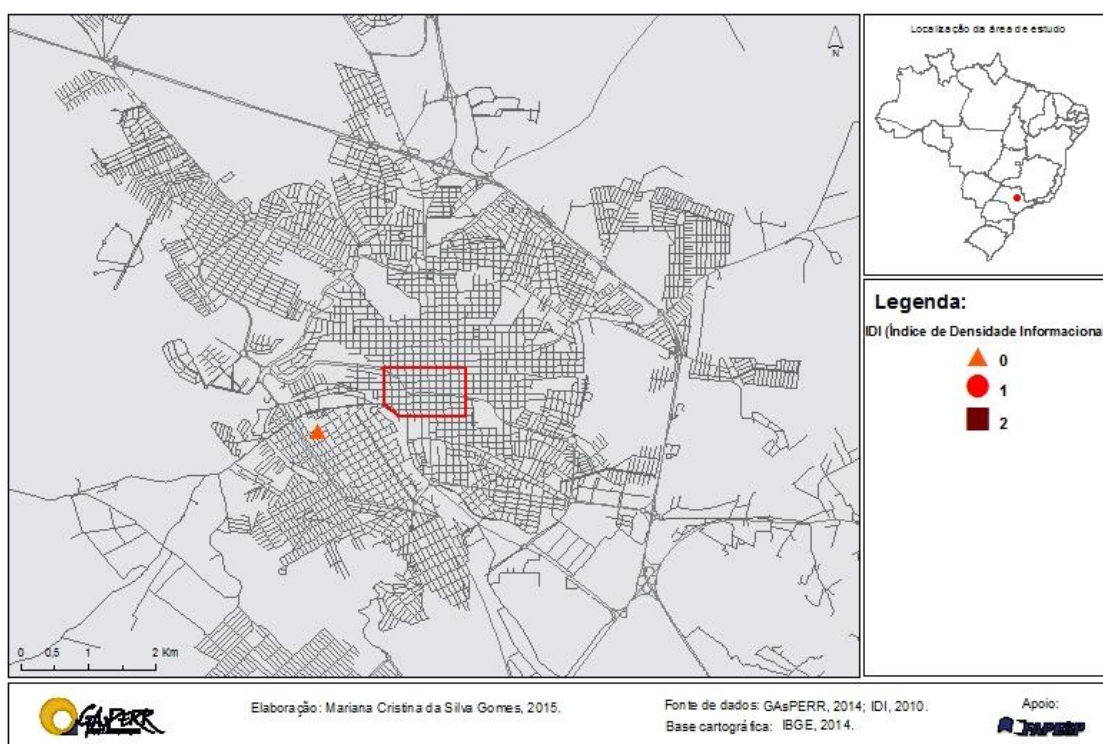 N
0 0,5 1 2 Km
Localização da área de estudo
Legenda:
IDI (Índice de Densidade Informaciona
0
1
2
GAsPERR
Elaboração: Mariana Cristina da Silva Gomes, 2015.
Fonte de dados: GAsPERR, 2014; IDI, 2010.
Base cartográfica: IBGE, 2014.
Apoio:
FAPESP